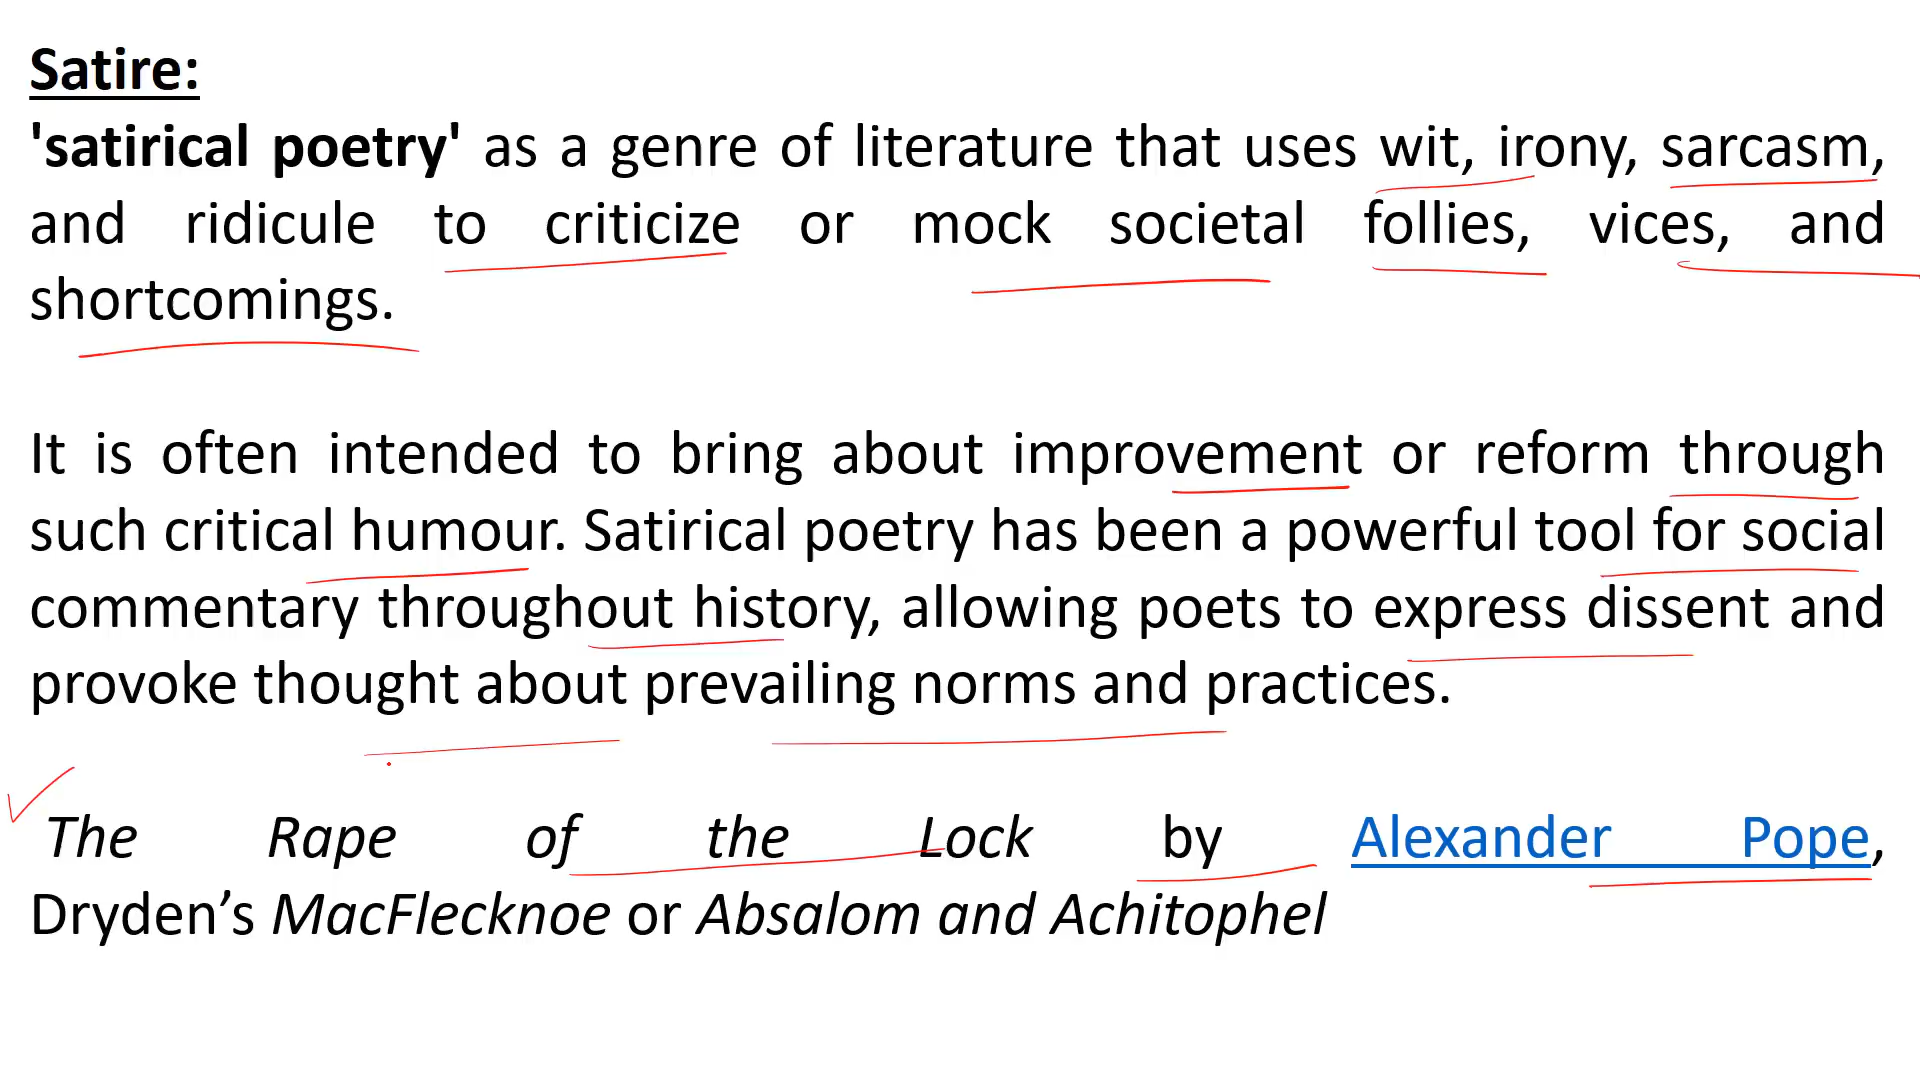 Satire:
'satirical poetry' as a genre of literature that uses wit, irony, sarcasm,
and ridicule to criticize or mock societal follies, vices, and
shortcomings.
It is often intended to bring about improvement or reform through
such critical humour. Satirical poetry has been a powerful tool for social
commentary throughout history, allowing poets to express dissent and
provoke thought about prevailing norms and practices.
The Rape of the Lock by Alexander Pope,
Dryden’s MacFlecknoe or Absalom and Achitophel